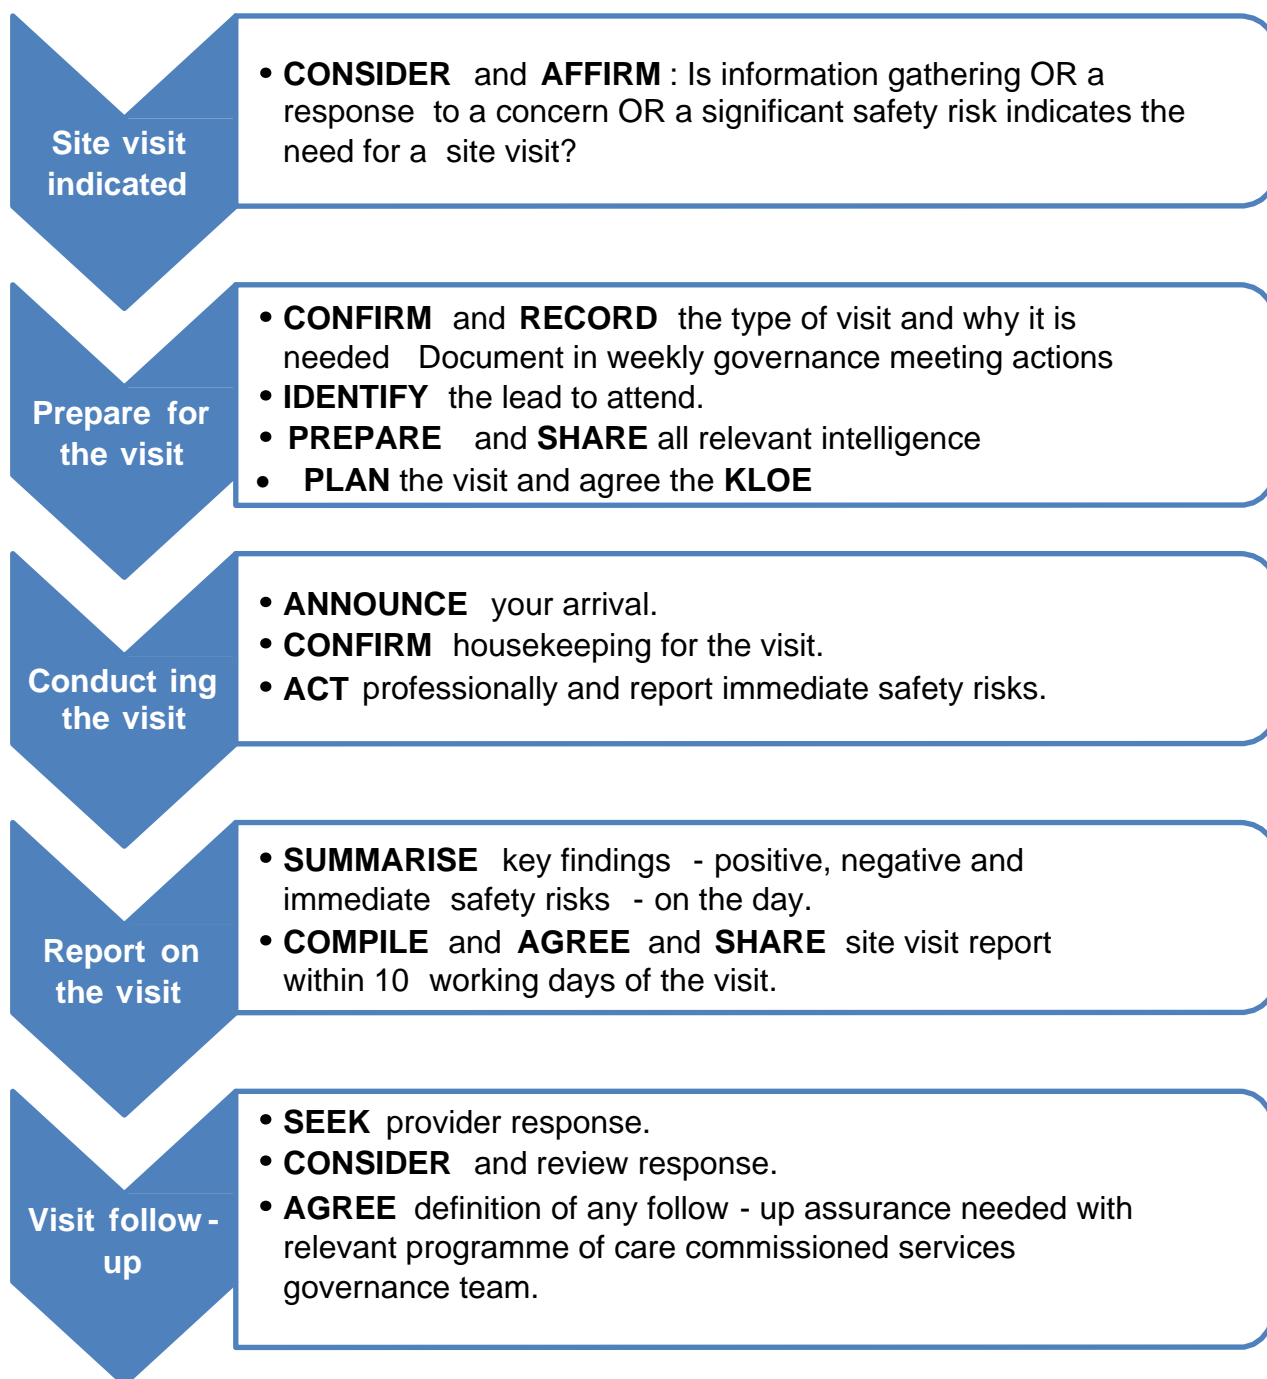 Site visit
indicated
• CONSIDER and AFFIRM : Is information gathering OR a
response to a concern OR a significant safety risk indicates the
need for a site visit?
Prepare for
the visit
• CONFIRM and RECORD the type of visit and why it is
needed Document in weekly governance meeting actions
• IDENTIFY the lead to attend.
• PREPARE and SHARE all relevant intelligence
• PLAN the visit and agree the KLOE
Conduct ing
the visit
• ANNOUNCE your arrival.
• CONFIRM housekeeping for the visit.
• ACT professionally and report immediate safety risks.
Report on
the visit
• SUMMARISE key findings - positive, negative and
immediate safety risks - on the day.
• COMPILE and AGREE and SHARE site visit report
within 10 working days of the visit.
Visit follow -
up
• SEEK provider response.
• CONSIDER and review response.
• AGREE definition of any follow - up assurance needed with
relevant programme of care commissioned services
governance team.